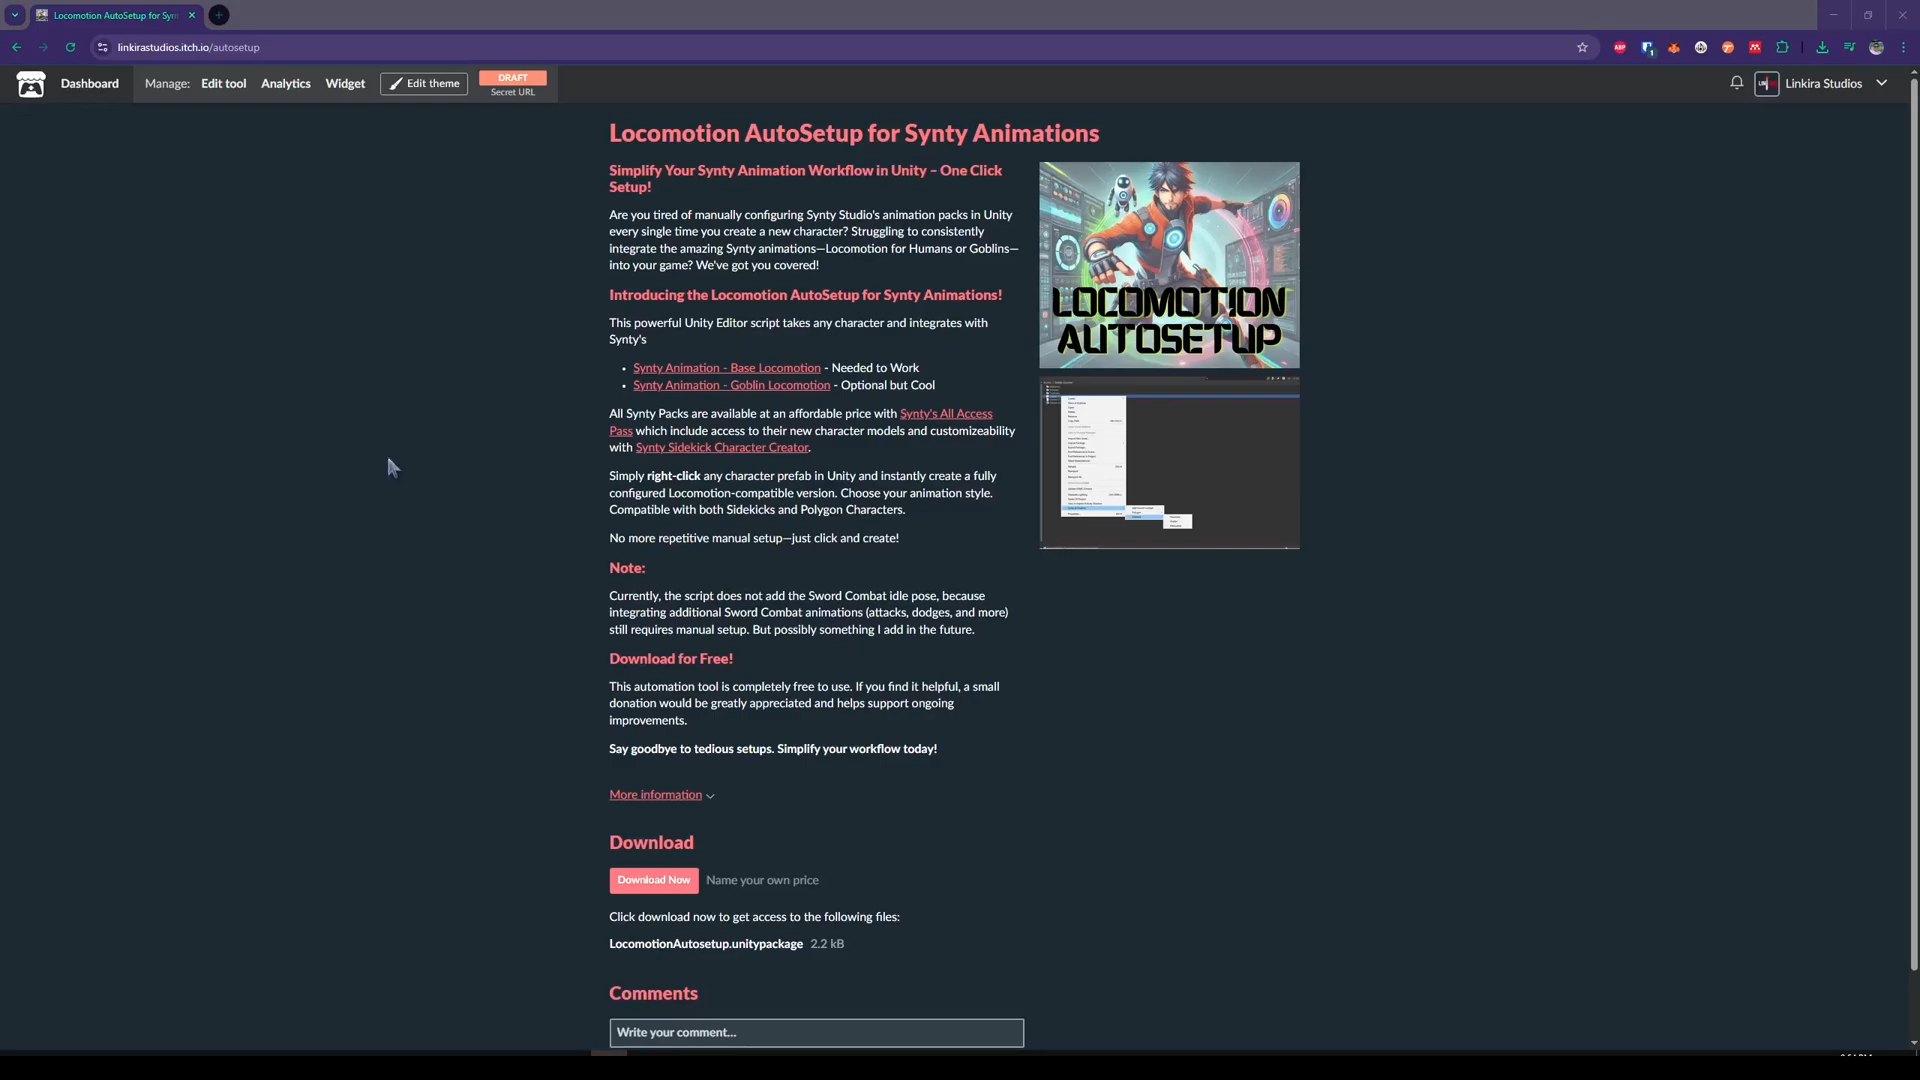 Locomotion AutoSetup for Syn
linkirastudios.itch.io/autosetup
Dashboard
Manage:
Edit tool
Analytics
Widget
Edit theme
DRAFT
Secret URL
Linkira Studios
Locomotion AutoSetup for Synty Animations
Simplify Your Synty Animation Workflow in Unity – One Click
Setup!
Are you tired of manually configuring Synty Studio's animation packs in Unity
every single time you create a new character? Struggling to consistently
integrate the amazing Synty animations—Locomotion for Humans or Goblins—
into your game? We've got you covered!
Introducing the Locomotion AutoSetup for Synty Animations!
This powerful Unity Editor script takes any character and integrates with
Synty's
• Synty Animation - Base Locomotion - Needed to Work
• Synty Animation - Goblin Locomotion - Optional but Cool
All Synty Packs are available at an affordable price with Synty's All Access
Pass which include access to their new character models and customizeability
with Synty Sidekick Character Creator.
Simply right-click any character prefab in Unity and instantly create a fully
configured Locomotion-compatible version. Choose your animation style.
Compatible with both Sidekicks and Polygon Characters.
No more repetitive manual setup—just click and create!
Note:
Currently, the script does not add the Sword Combat idle pose, because
integrating additional Sword Combat animations (attacks, dodges, and more)
still requires manual setup. But possibly something I add in the future.
Download for Free!
This automation tool is completely free to use. If you find it helpful, a small
donation would be greatly appreciated and helps support ongoing
improvements.
Say goodbye to tedious setups. Simplify your workflow today!
More information
Download
Download Now
Name your own price
Click download now to get access to the following files:
LocomotionAutosetup.unitypackage 2.2 kB
Comments
Write your comment...
LOCOMOTION
AUTOSETUP